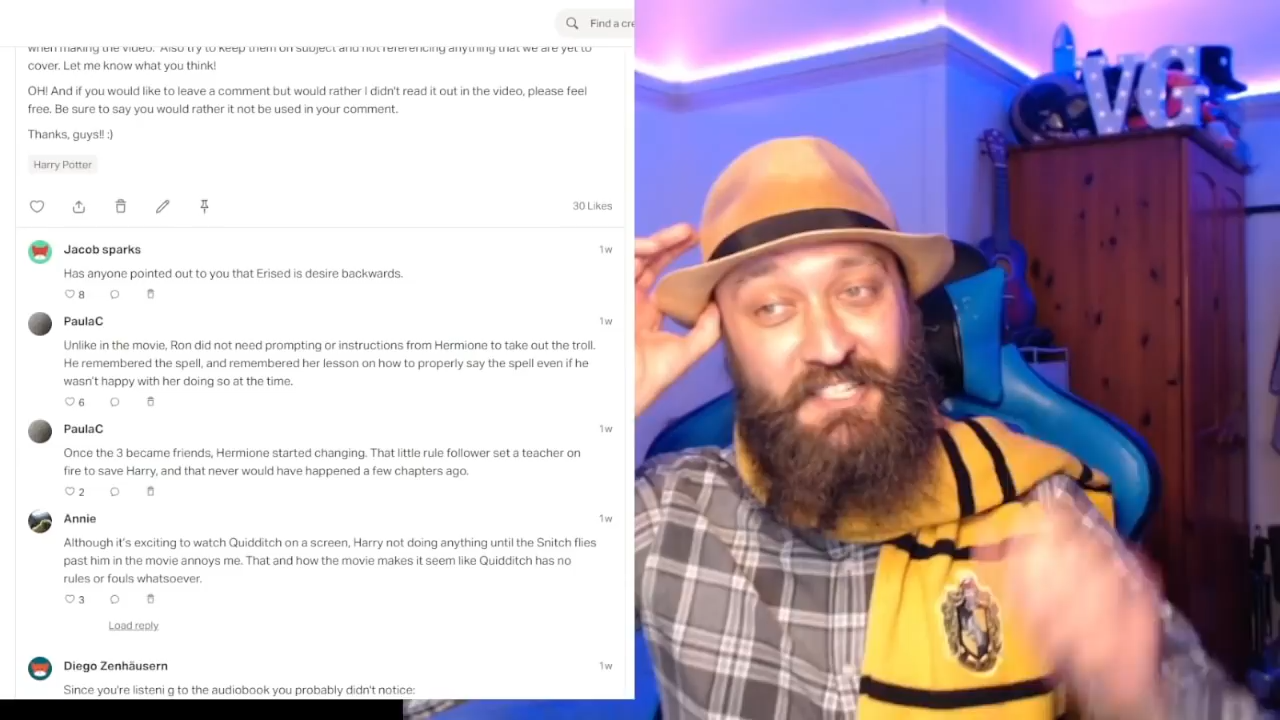 Find a cre
when making the video. Also try to keep them on subject and not referencing anything that we are yet to
cover. Let me know what you think!
OH! And if you would like to leave a comment but would rather I didn't read it out in the video, please feel
free. Be sure to say you would rather it not be used in your comment.
Thanks, guys!! :)
Harry Potter
30 Likes
Jacob sparks 1w
Has anyone pointed out to you that Erised is desire backwards.
8
PaulaC 1w
Unlike in the movie, Ron did not need prompting or instructions from Hermione to take out the troll.
He remembered the spell, and remembered her lesson on how to properly say the spell even if he
wasn't happy with her doing so at the time.
6
PaulaC 1w
Once the 3 became friends, Hermione started changing. That little rule follower set a teacher on
fire to save Harry, and that never would have happened a few chapters ago.
2
Annie 1w
Although it's exciting to watch Quidditch on a screen, Harry not doing anything until the Snitch flies
past him in the movie annoys me. That and how the movie makes it seem like Quidditch has no
rules or fouls whatsoever.
3
Load reply
Diego Zenhäusern 1w
Since you're listeni g to the audiobook you probably didn't notice:
VG